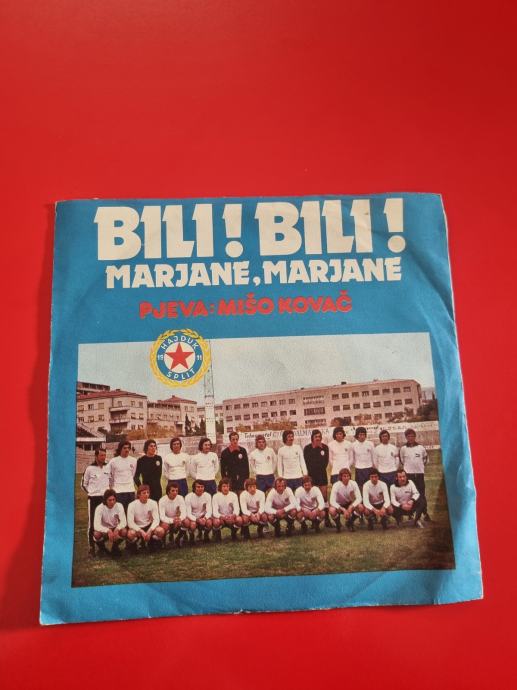 BILI! BILI!
MARJANE, MARJANE
PJEVA: MIŠO KOVAČ
HAJDUK
19 11
SPLIT